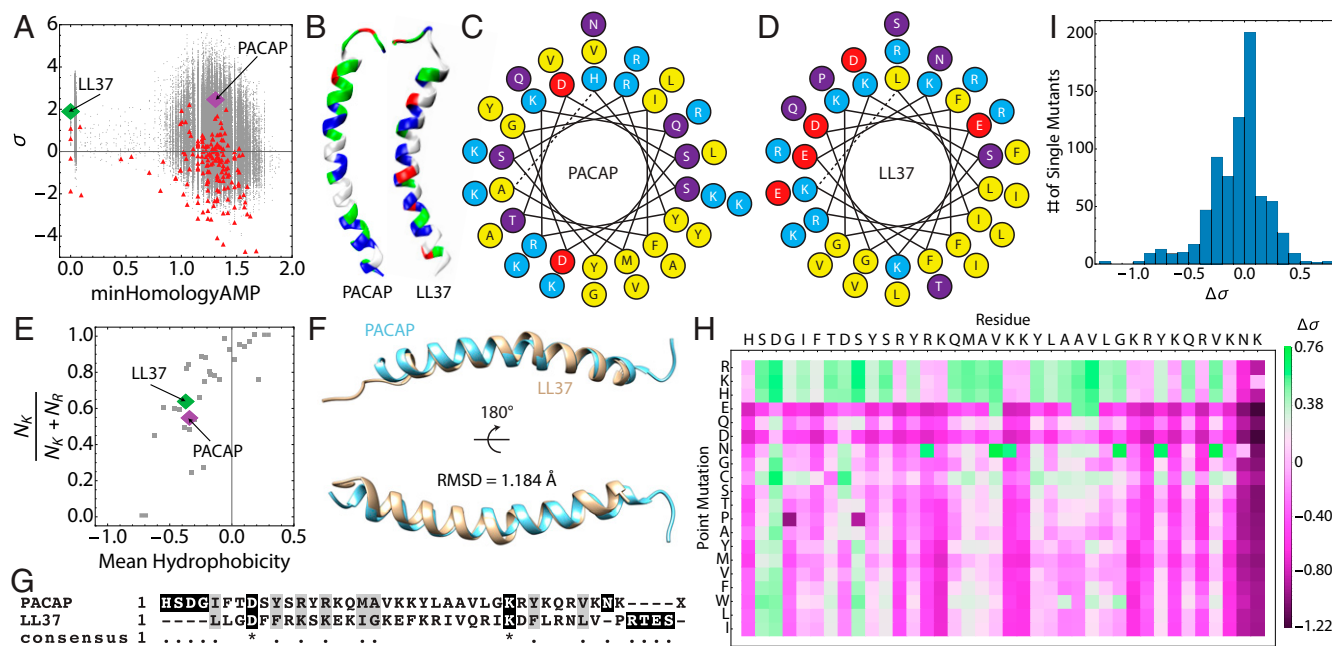 A
σ
4
2
0
−2
−4
LL37
PACAP
0.0 0.5 1.0 1.5 2.0
minHomologyAMP
B
PACAP
LL37
C
PACAP
N
V V H R R
Q K D I L
Y G Q R
K S S L
K A S K K
A T Y Y
K R D F A
K Y M
G V
D
LL37
S
R N
P D K L K R
Q K F R
D E E
R E S F
E K L I
K R I L
V G G F F I
V K T
L
I
# of Single Mutants
200
150
100
50
0
−1.0 −0.5 0.0 0.5
Δσ
E
N_K
N_K + N_R
1.0
0.8
0.6
0.4
0.2
0.0
LL37
PACAP
−1.0 −0.5 0.0 0.5
Mean Hydrophobicity
F
PACAP
LL37
180°
RMSD = 1.184 Å
G
PACAP 1 HSDGIFTDSYSRYRKQMAVKKYLAAVLGKRYKQRVKNK----X
LL37 1 ----LLGDFFRKSKEKIGKEFKRIVQRIKDFLRNLV-PRTES-
consensus 1
H
Residue
H S D G I F T D S Y S R Y R K Q M A V K K Y L A A V L G K R Y K Q R V K N K
Point Mutation
R
K
H
E
Q
D
N
G
C
S
T
P
A
Y
M
V
F
W
L
I
Δσ
0.76
0.38
0
−0.40
−0.80
−1.22